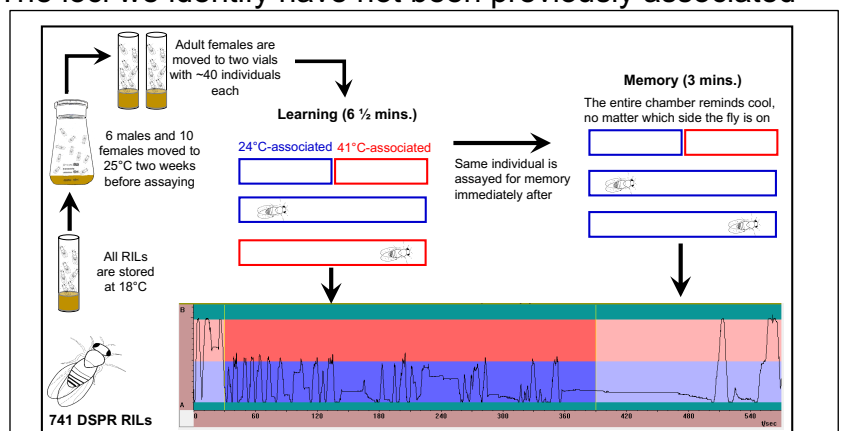 The loci we identify have not been previously associated
Adult females are
moved to two vials
with ~40 individuals
each
6 males and 10
females moved to
25°C two weeks
before assaying
All RILs
are stored
at 18°C
741 DSPR RILs
Learning (6 ½ mins.)
24°C-associated 41°C-associated
Same individual is
assayed for memory
immediately after
Memory (3 mins.)
The entire chamber reminds cool,
no matter which side the fly is on
B
A
0 60 120 180 240 300 360 420 480 540
t/sec